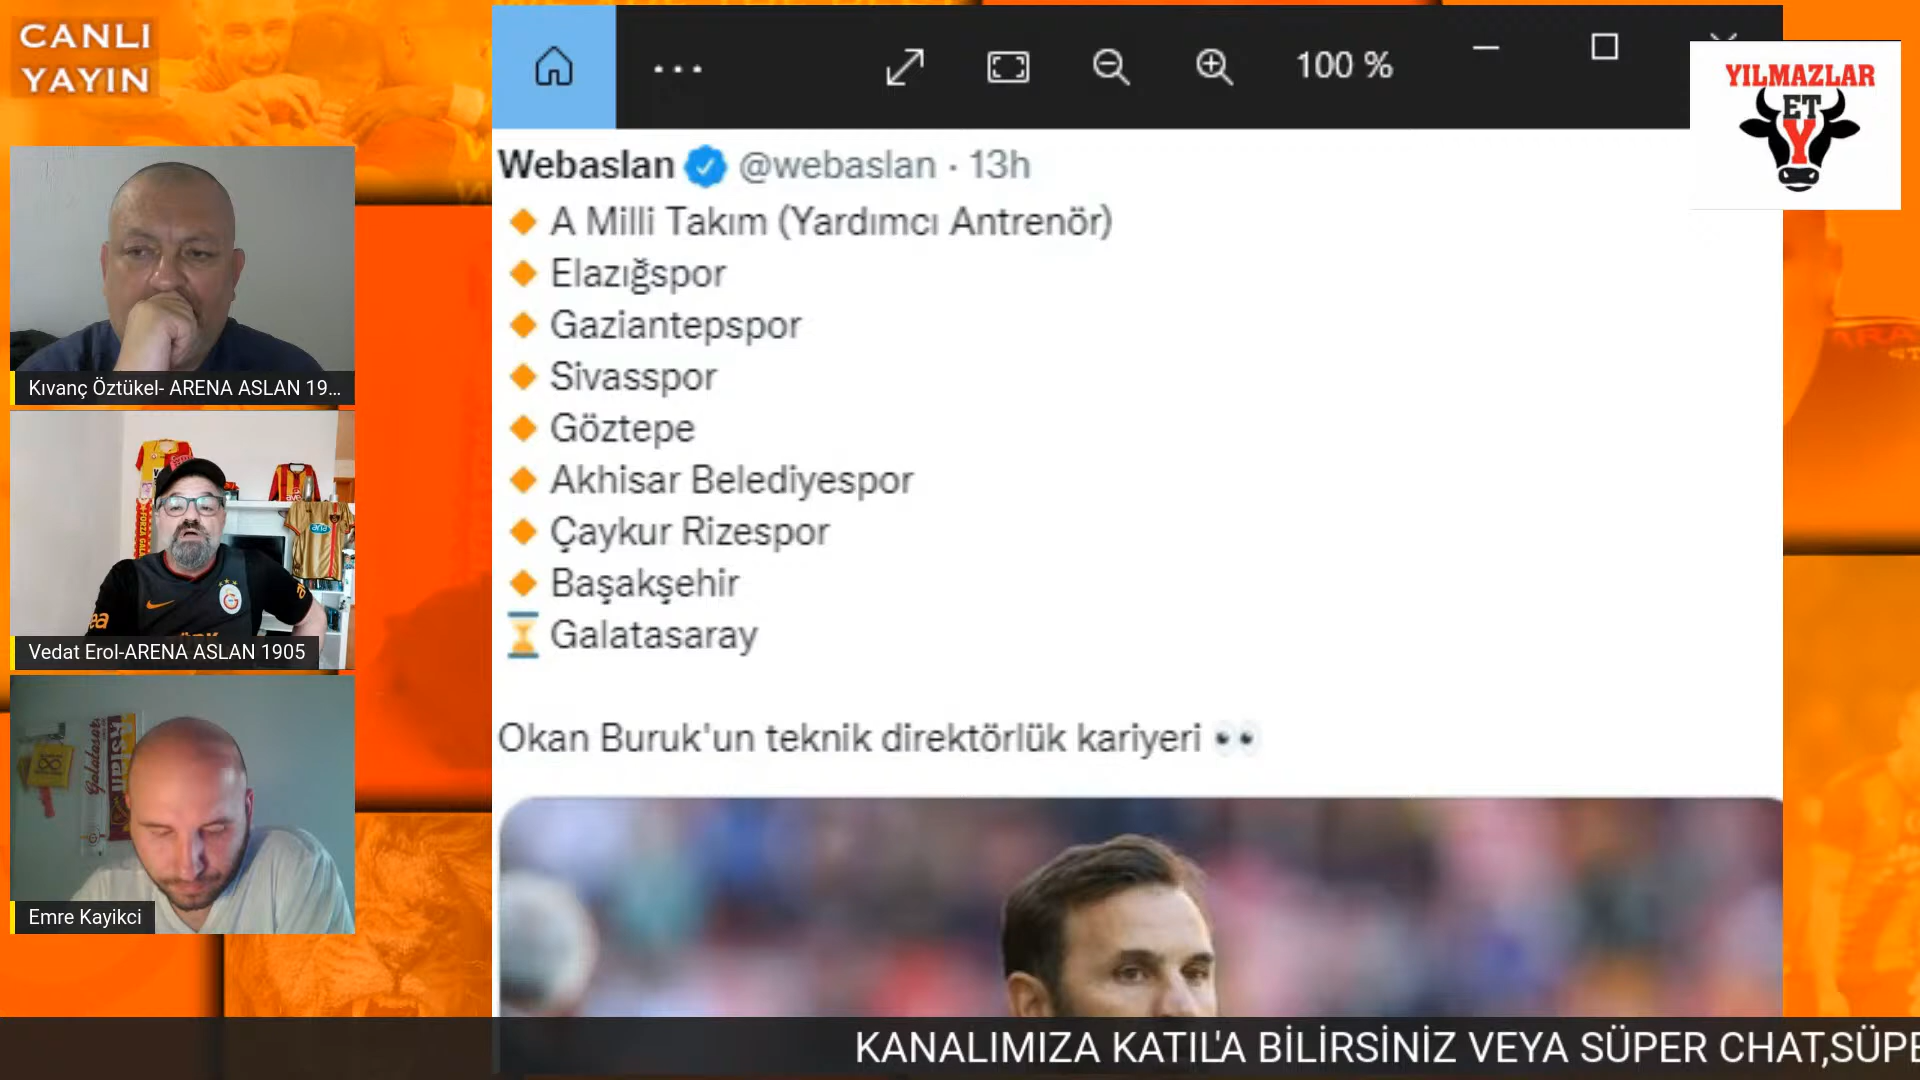 CANLI
YAYIN
100 %
YILMAZLAR
ET
Y
Webaslan @webaslan · 13h
A Milli Takım (Yardımcı Antrenör)
Elazığspor
Gaziantepspor
Sivasspor
Göztepe
Akhisar Belediyespor
Çaykur Rizespor
Başakşehir
Galatasaray
Okan Buruk'un teknik direktörlük kariyeri
Kıvanç Öztükel- ARENA ASLAN 19...
Vedat Erol-ARENA ASLAN 1905
Galatasaray
Aslan
Emre Kayikci
KANALIMIZA KATIL'A BİLİRSİNİZ VEYA SÜPER CHAT,SÜPE